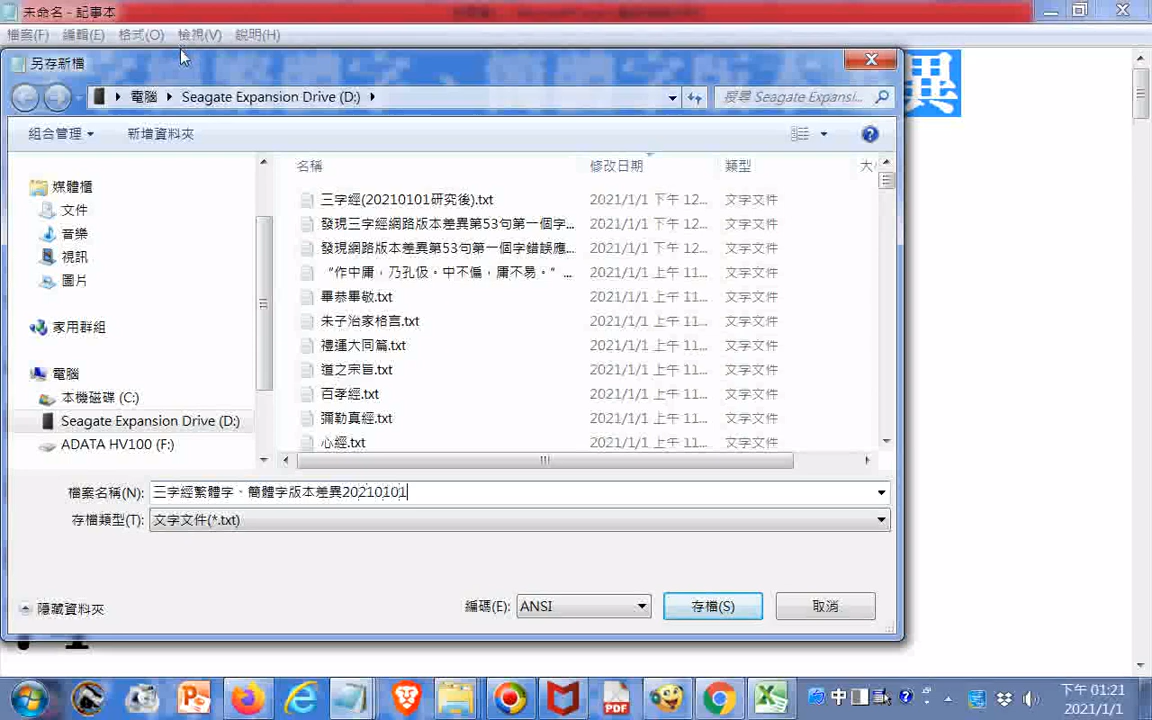 未命名 - 記事本
檔案(F) 編輯(E) 格式(O) 檢視(V) 說明(H)
異
另存新檔
電腦 Seagate Expansion Drive (D:)
搜尋 Seagate Expansi...
組合管理 新增資料夾
名稱 修改日期 類型 大
媒體櫃
文件
音樂
視訊
圖片
家用群組
電腦
本機磁碟 (C:)
Seagate Expansion Drive (D:)
ADATA HV100 (F:)
三字經(20210101研究後).txt 2021/1/1 下午 12... 文字文件
發現三字經網路版本差異第53句第一個字... 2021/1/1 下午 12... 文字文件
發現網路版本差異第53句第一個字錯誤應... 2021/1/1 下午 12... 文字文件
“作中庸，乃孔伋。中不偏，庸不易。” ... 2021/1/1 上午 11... 文字文件
畢恭畢敬.txt 2021/1/1 上午 11... 文字文件
朱子治家格言.txt 2021/1/1 上午 11... 文字文件
禮運大同篇.txt 2021/1/1 上午 11... 文字文件
道之宗旨.txt 2021/1/1 上午 11... 文字文件
百孝經.txt 2021/1/1 上午 11... 文字文件
彌勒真經.txt 2021/1/1 上午 11... 文字文件
心經.txt 2021/1/1 上午 11... 文字文件
檔案名稱(N): 三字經繁體字、簡體字版本差異20210101
存檔類型(T): 文字文件(*.txt)
隱藏資料夾
編碼(E): ANSI 存檔(S) 取消
中
下午 01:21
2021/1/1